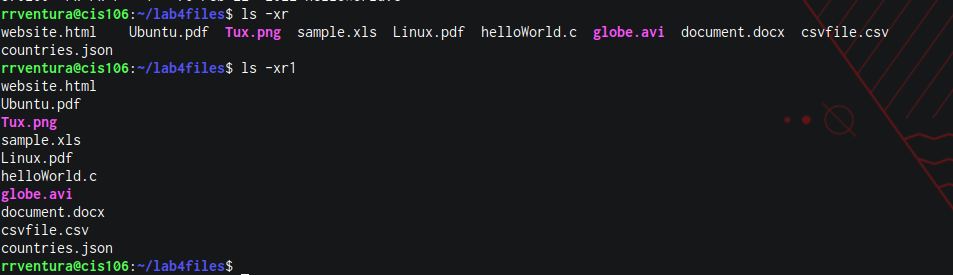 rrventura@cis106:~/lab4files$ ls -xr
website.html Ubuntu.pdf Tux.png sample.xls Linux.pdf helloWorld.c globe.avi document.docx csvfile.csv
countries.json
rrventura@cis106:~/lab4files$ ls -xr1
website.html
Ubuntu.pdf
Tux.png
sample.xls
Linux.pdf
helloWorld.c
globe.avi
document.docx
csvfile.csv
countries.json
rrventura@cis106:~/lab4files$